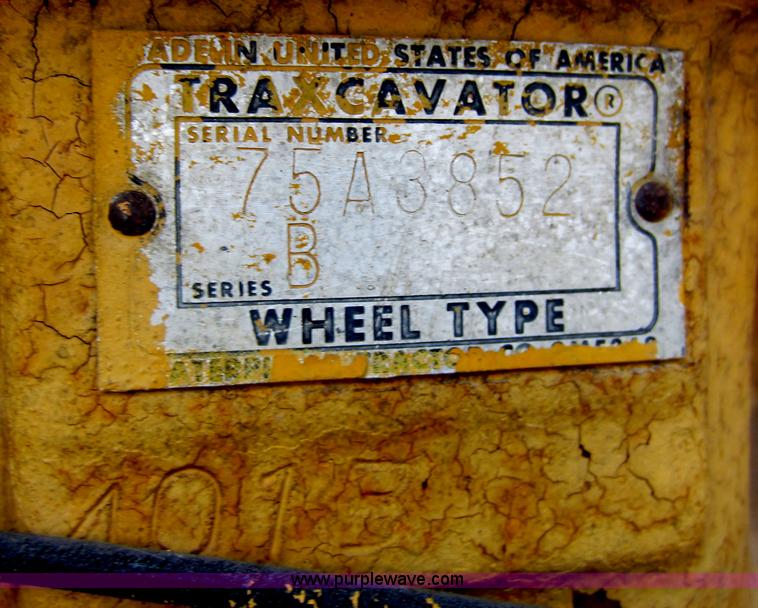 ADE IN UNITED STATES OF AMERICA
TRAXCAVATOR®
SERIAL NUMBER
75A3852
SERIES B
WHEEL TYPE
www.purplewave.com